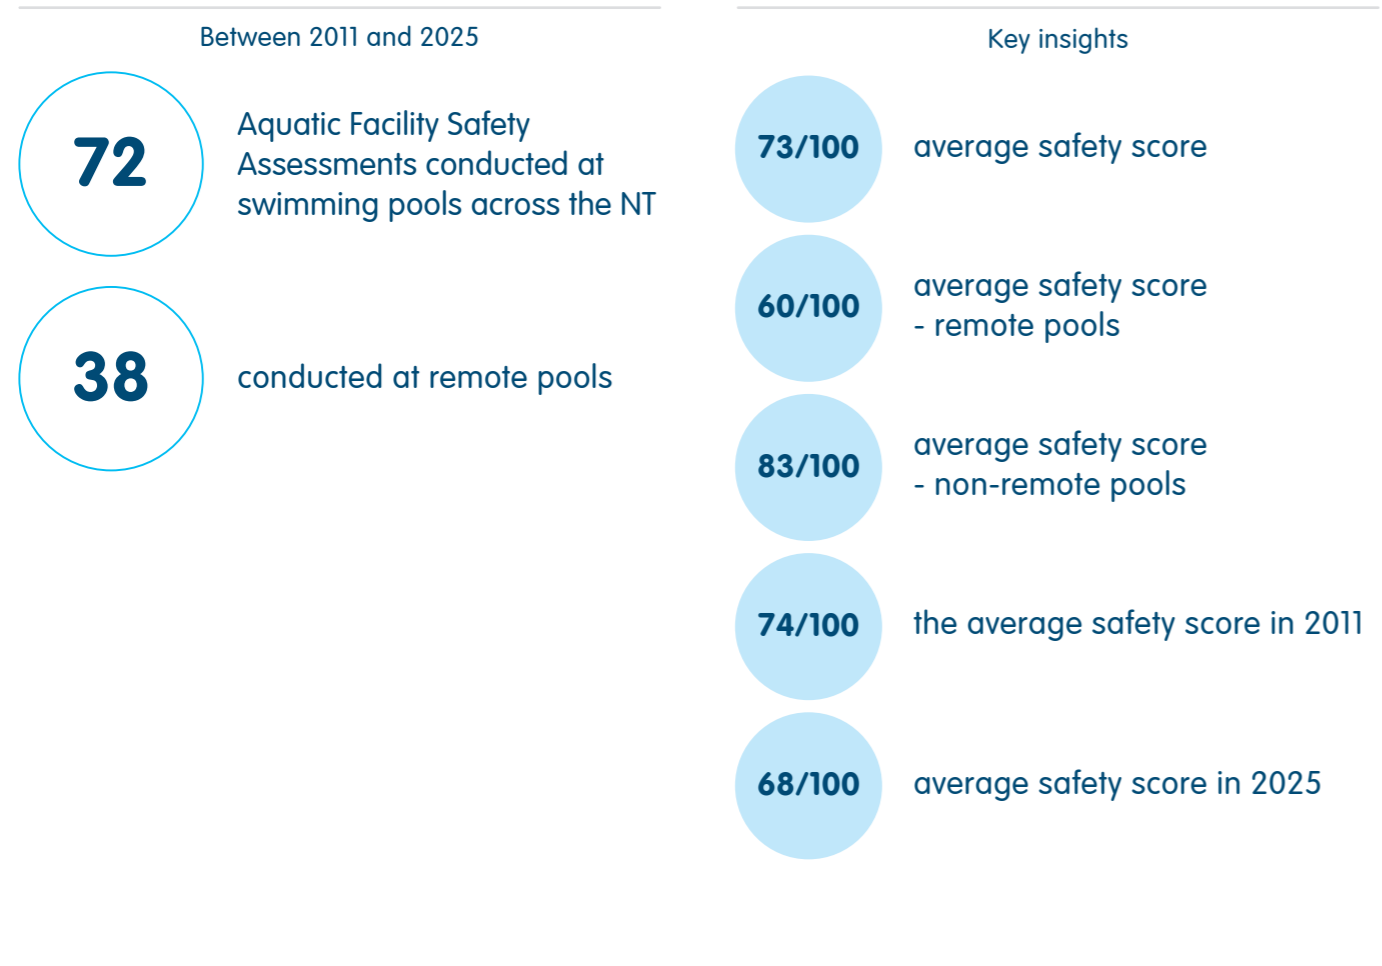 Between 2011 and 2025
72
Aquatic Facility Safety
Assessments conducted at
swimming pools across the NT
38
conducted at remote pools
Key insights
73/100
average safety score
60/100
average safety score
- remote pools
83/100
average safety score
- non-remote pools
74/100
the average safety score in 2011
68/100
average safety score in 2025